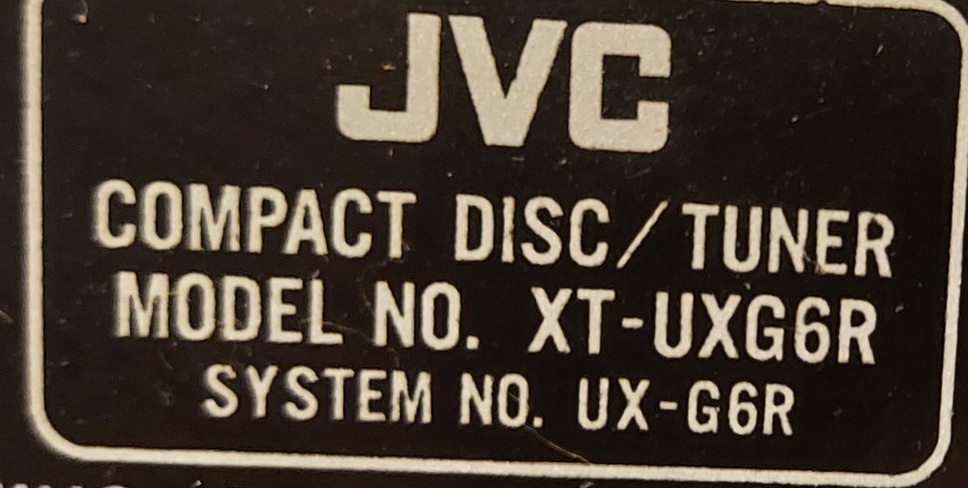 JVC
COMPACT DISC/TUNER
MODEL NO. XT-UXG6R
SYSTEM NO. UX-G6R